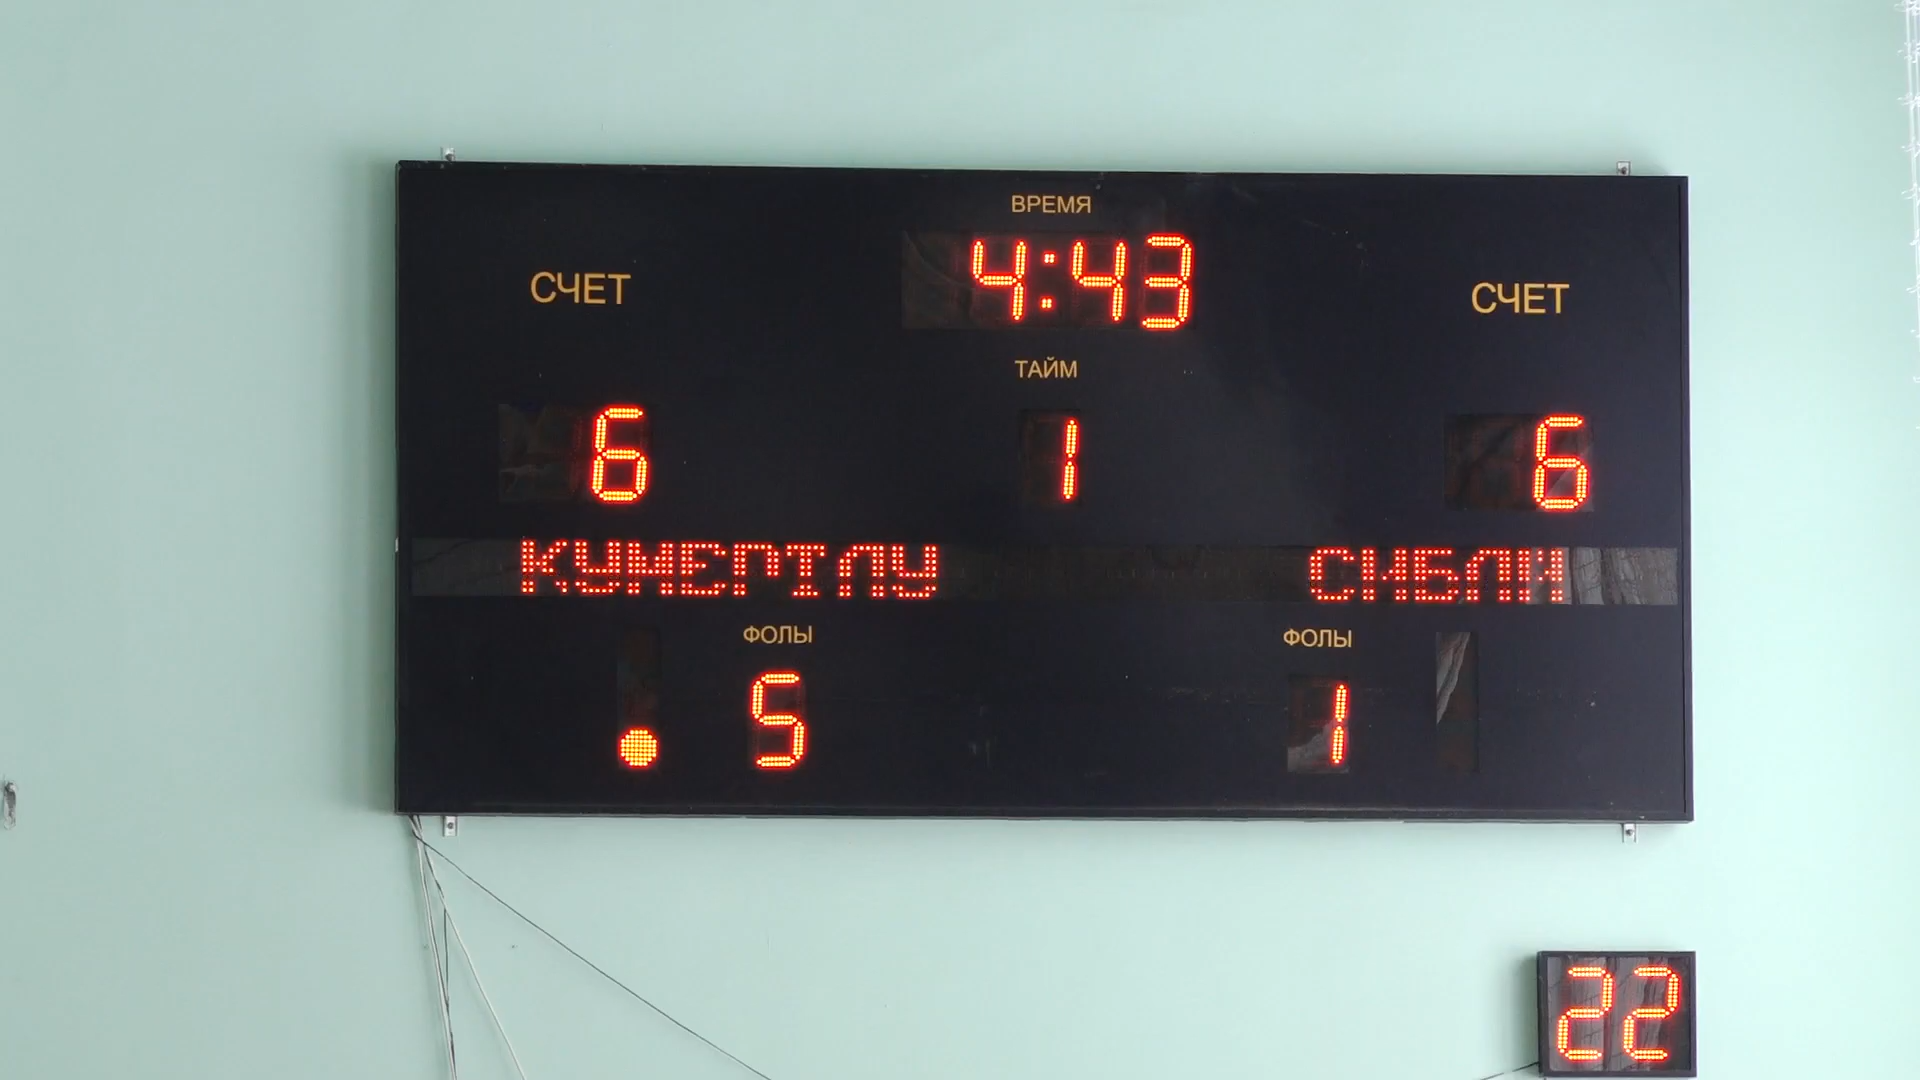 ВРЕМЯ
4:43
СЧЕТ СЧЕТ
ТАЙМ
6 1 6
КУМЕРТАУ СИБАЙ
ФОЛЫ ФОЛЫ
5 1
22